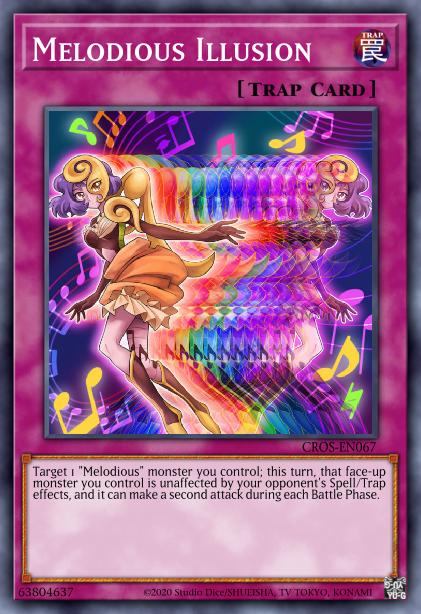 Melodious Illusion
TRAP
罠
[Trap Card]
CROS-EN067
Target 1 "Melodious" monster you control; this turn, that face-up
monster you control is unaffected by your opponent's Spell/Trap
effects, and it can make a second attack during each Battle Phase.
63804637
©2020 Studio Dice/SHUEISHA, TV TOKYO, KONAMI